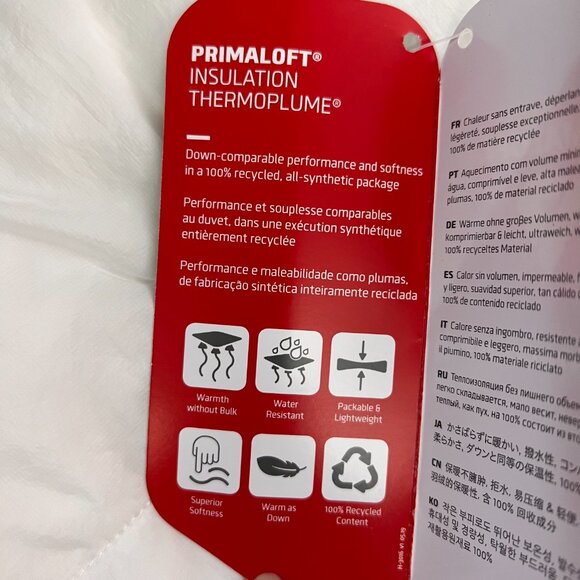 PRIMALOFT®
INSULATION
THERMOPLUME®
Down-comparable performance and softness
in a 100% recycled, all-synthetic package
Performance et souplesse comparables
au duvet, dans une exécution synthétique
entièrement recyclée
Performance e maleabilidade como plumas,
de fabricação sintética inteiramente reciclada
Warmth
without Bulk
Water
Resistant
Packable &
Lightweight
Superior
Softness
Warm as
Down
100% Recycled
Content
FR Chaleur sans entrave, déperlan
légèreté, souplesse exceptionnelle,
100% de matière recyclée
PT Aquecimento com volume míni
água, comprimível e leve, alta male
plumas, 100% de material reciclado
DE Wärme ohne großes Volumen, w
komprimierbar & leicht, ultraweich, w
100% recyceltes Material
ES Calor sin volumen, impermeable, f
y ligero, suavidad superior, tan cálido
100% de contenido reciclado
IT Calore senza ingombro, resistente
comprimibile e leggero, massima morb
il piumino, 100% materiale riciclato
RU Теплоизоляция без лишнего объем
легко складывается, мало весит, невер
теплый, как пух, на 100% состоит из вто
JA かさばらずに暖かい, 撥水性, コン
柔らかさ, ダウンと同等の保温性, 100%
CN 保暖不臃肿, 拒水, 易压缩 & 轻便,
羽绒的保暖性, 含 100% 回收成分
KO 작은 부피로도 뛰어난 보온성, 발수
휴대성 및 경량성, 탁월한 부드러움,
재활용원재료 100%